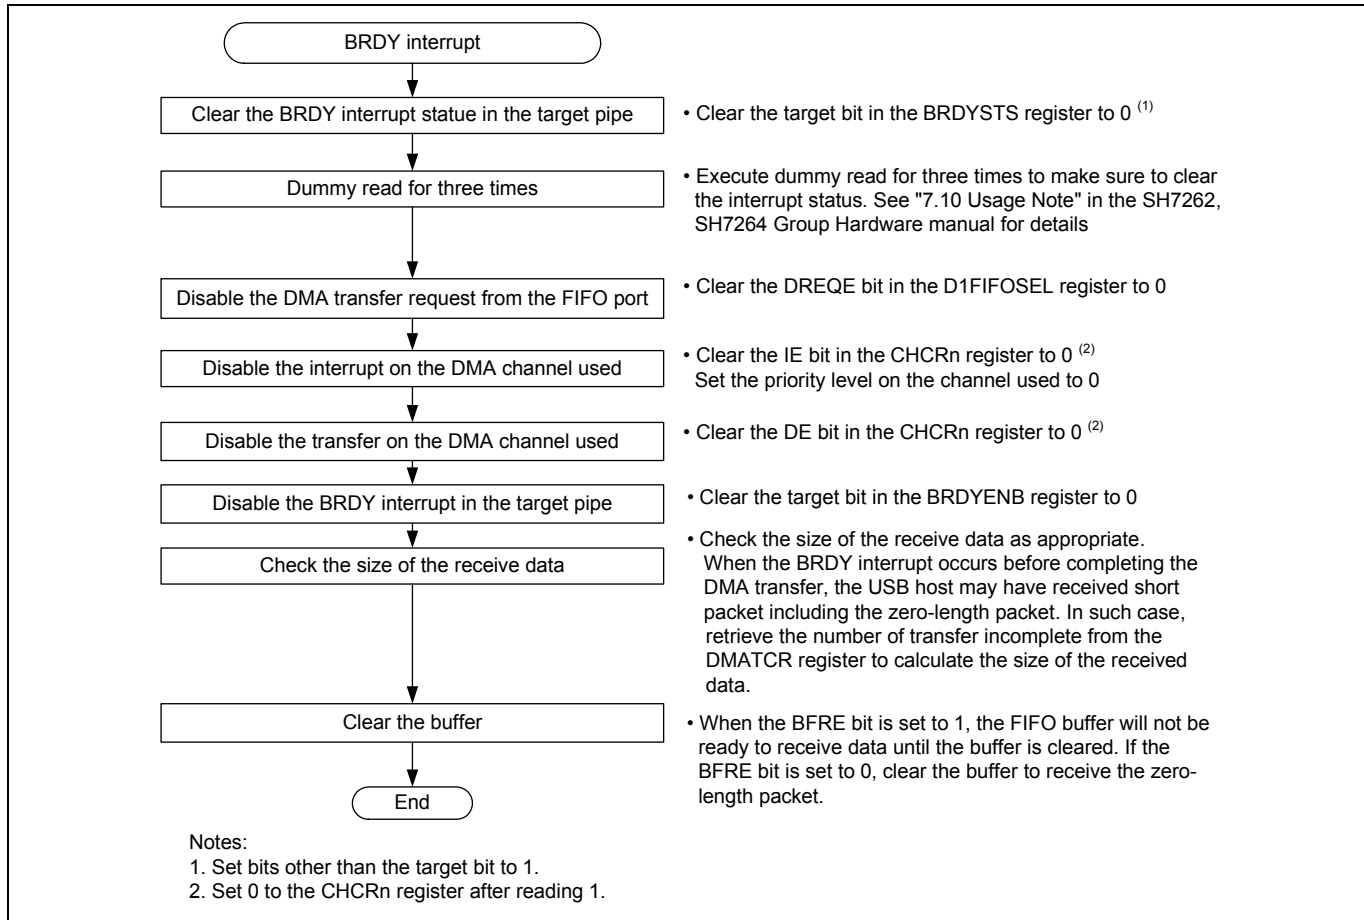 BRDY interrupt
Clear the BRDY interrupt statue in the target pipe
• Clear the target bit in the BRDYSTS register to 0 (1)
Dummy read for three times
• Execute dummy read for three times to make sure to clear
the interrupt status. See "7.10 Usage Note" in the SH7262,
SH7264 Group Hardware manual for details
Disable the DMA transfer request from the FIFO port
• Clear the DREQE bit in the D1FIFOSEL register to 0
Disable the interrupt on the DMA channel used
• Clear the IE bit in the CHCRn register to 0 (2)
Set the priority level on the channel used to 0
Disable the transfer on the DMA channel used
• Clear the DE bit in the CHCRn register to 0 (2)
Disable the BRDY interrupt in the target pipe
• Clear the target bit in the BRDYENB register to 0
Check the size of the receive data
• Check the size of the receive data as appropriate.
When the BRDY interrupt occurs before completing the
DMA transfer, the USB host may have received short
packet including the zero-length packet. In such case,
retrieve the number of transfer incomplete from the
DMATCR register to calculate the size of the received
data.
Clear the buffer
• When the BFRE bit is set to 1, the FIFO buffer will not be
ready to receive data until the buffer is cleared. If the
BFRE bit is set to 0, clear the buffer to receive the zero-
length packet.
End
Notes:
1. Set bits other than the target bit to 1.
2. Set 0 to the CHCRn register after reading 1.